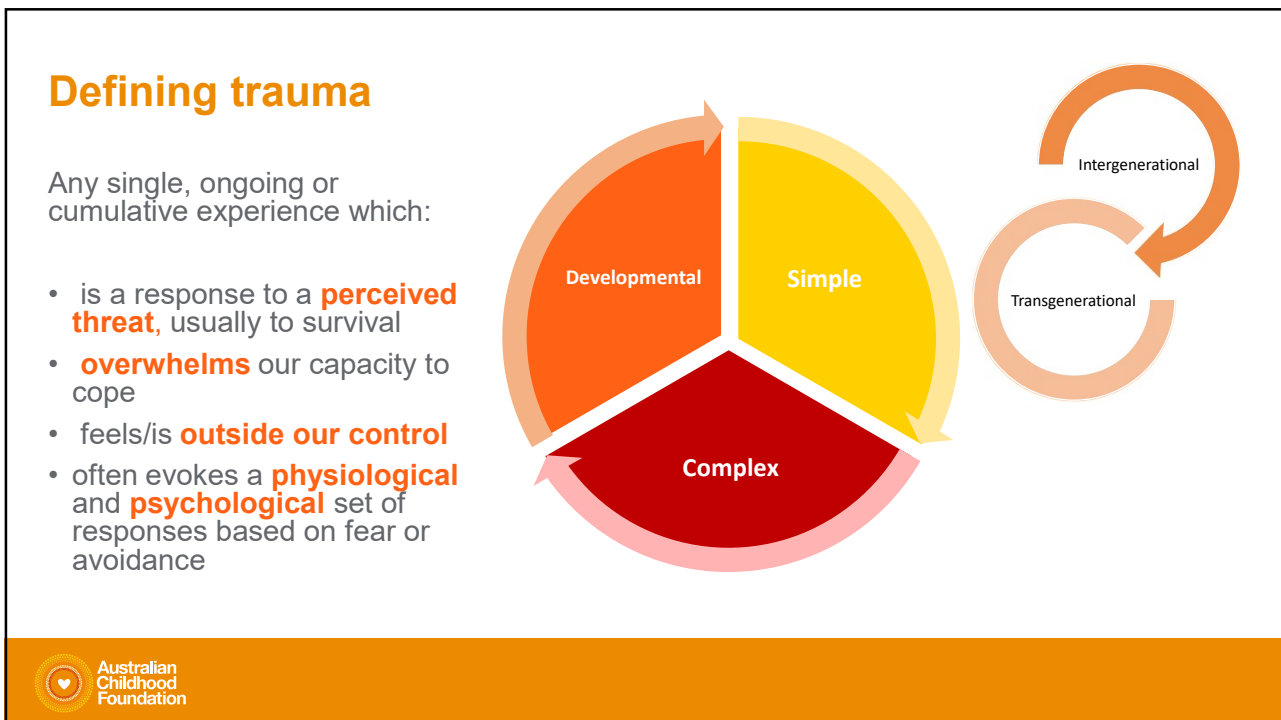 Defining trauma
Any single, ongoing or
cumulative experience which:
• is a response to a perceived
threat, usually to survival
• overwhelms our capacity to
cope
• feels/is outside our control
• often evokes a physiological
and psychological set of
responses based on fear or
avoidance
Developmental
Simple
Complex
Intergenerational
Transgenerational
Australian
Childhood
Foundation